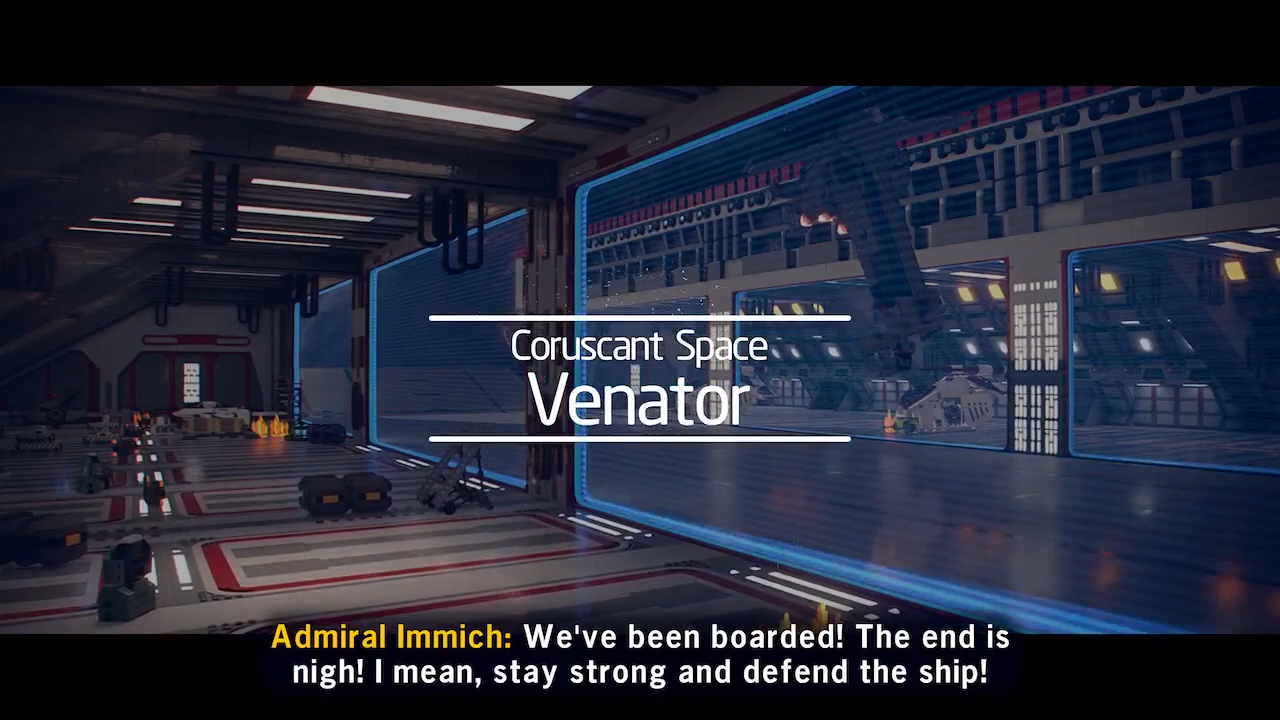 Coruscant Space
Venator
Admiral Immich: We've been boarded! The end is
nigh! I mean, stay strong and defend the ship!